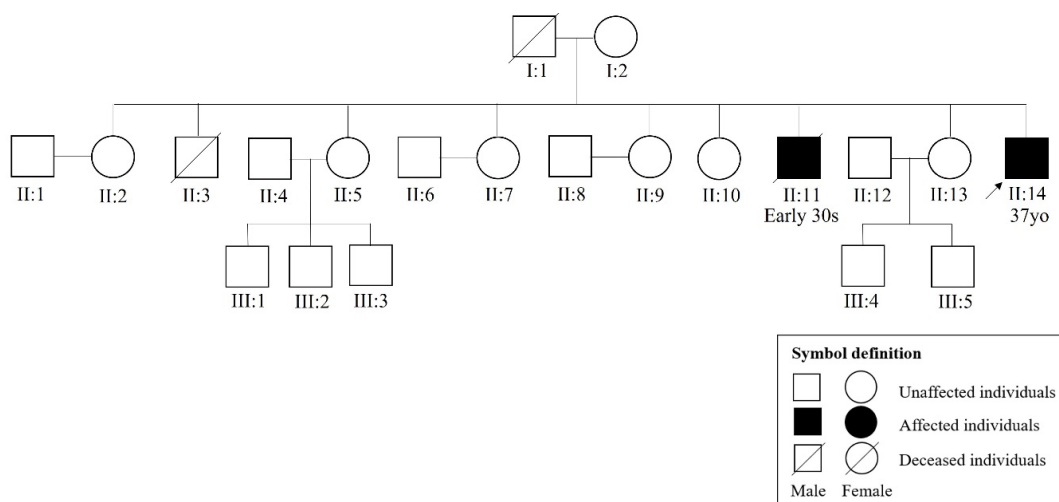 I:1 I:2
II:1 II:2 II:3 II:4 II:5 II:6 II:7 II:8 II:9 II:10 II:11 II:12 II:13 II:14
Early 30s 37yo
III:1 III:2 III:3 III:4 III:5
Symbol definition
Unaffected individuals
Affected individuals
Deceased individuals
Male Female